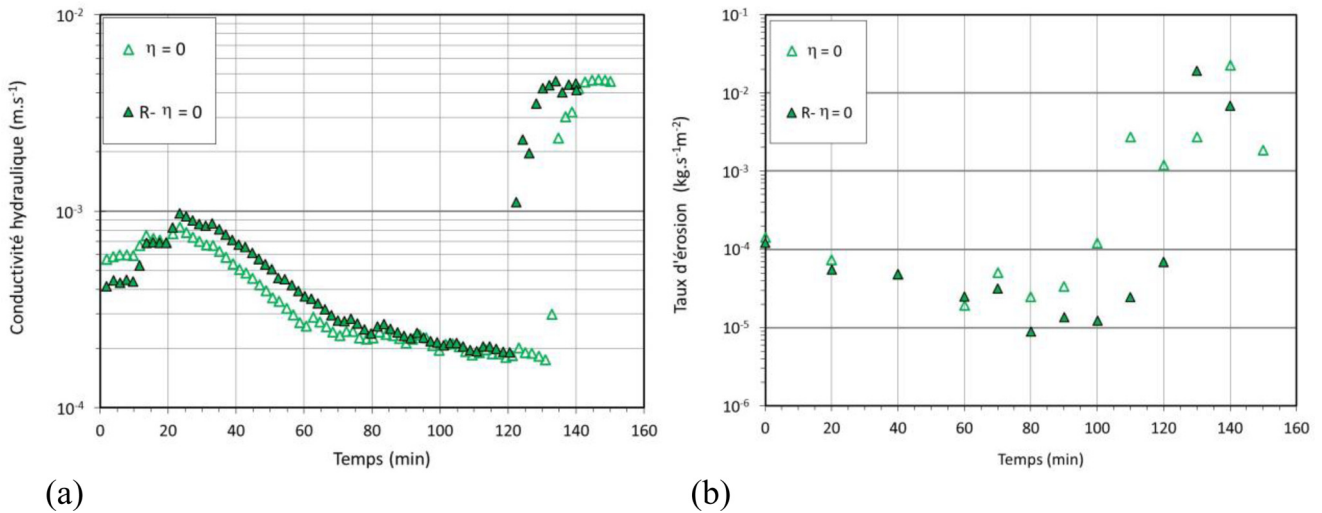 10⁻²
η = 0
R- η = 0
10⁻³
10⁻⁴
Conductivité hydraulique (m.s⁻¹)
0 20 40 60 80 100 120 140 160
Temps (min)
(a)
10⁻¹
η = 0
R- η = 0
10⁻²
10⁻³
10⁻⁴
10⁻⁵
10⁻⁶
Taux d'érosion (kg.s⁻¹m⁻²)
0 20 40 60 80 100 120 140 160
Temps (min)
(b)